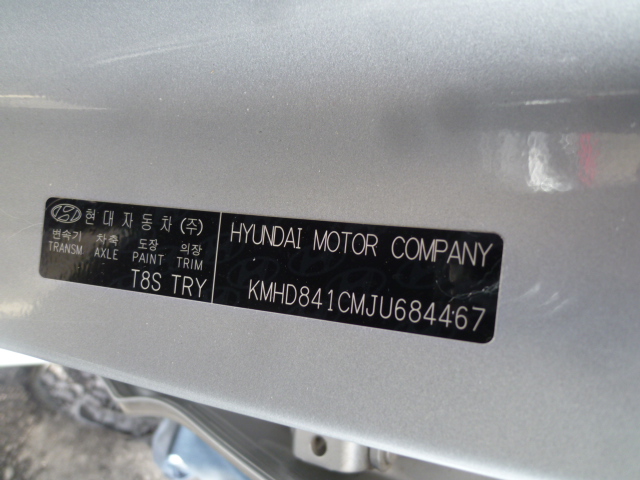 현대자동차(주)
변속기 차축 도장 의장
TRANSM AXLE PAINT TRIM
T8S TRY
HYUNDAI MOTOR COMPANY
KMHD841CMJU684467